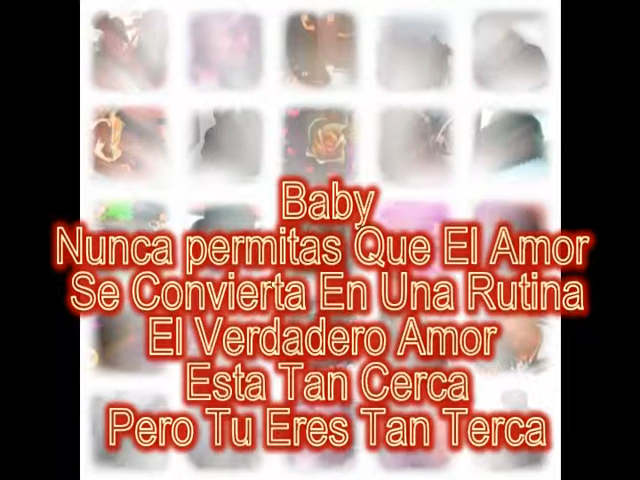 Baby
Nunca permitas Que El Amor
Se Convierta En Una Rutina
El Verdadero Amor
Esta Tan Cerca
Pero Tu Eres Tan Terca